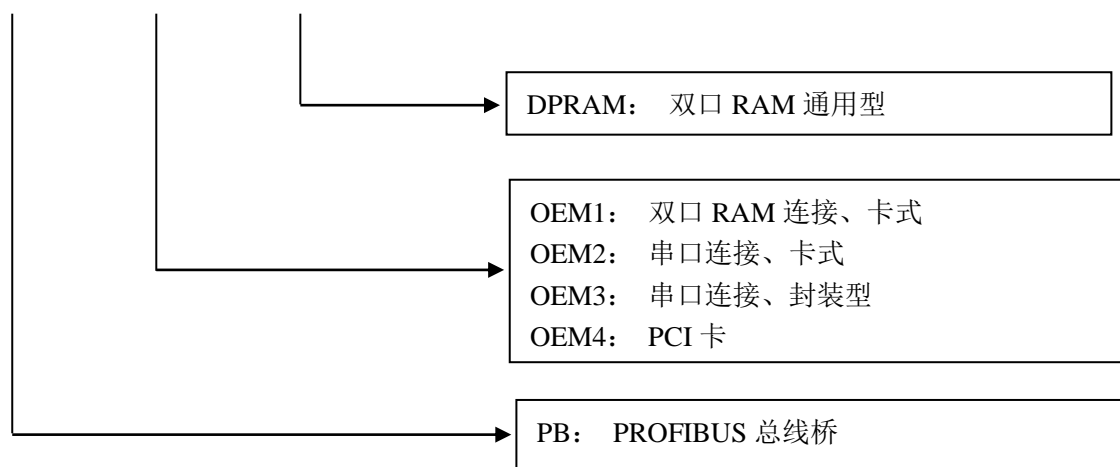 DPRAM： 双口 RAM 通用型
OEM1： 双口 RAM 连接、卡式
OEM2： 串口连接、卡式
OEM3： 串口连接、封装型
OEM4： PCI 卡
PB： PROFIBUS 总线桥